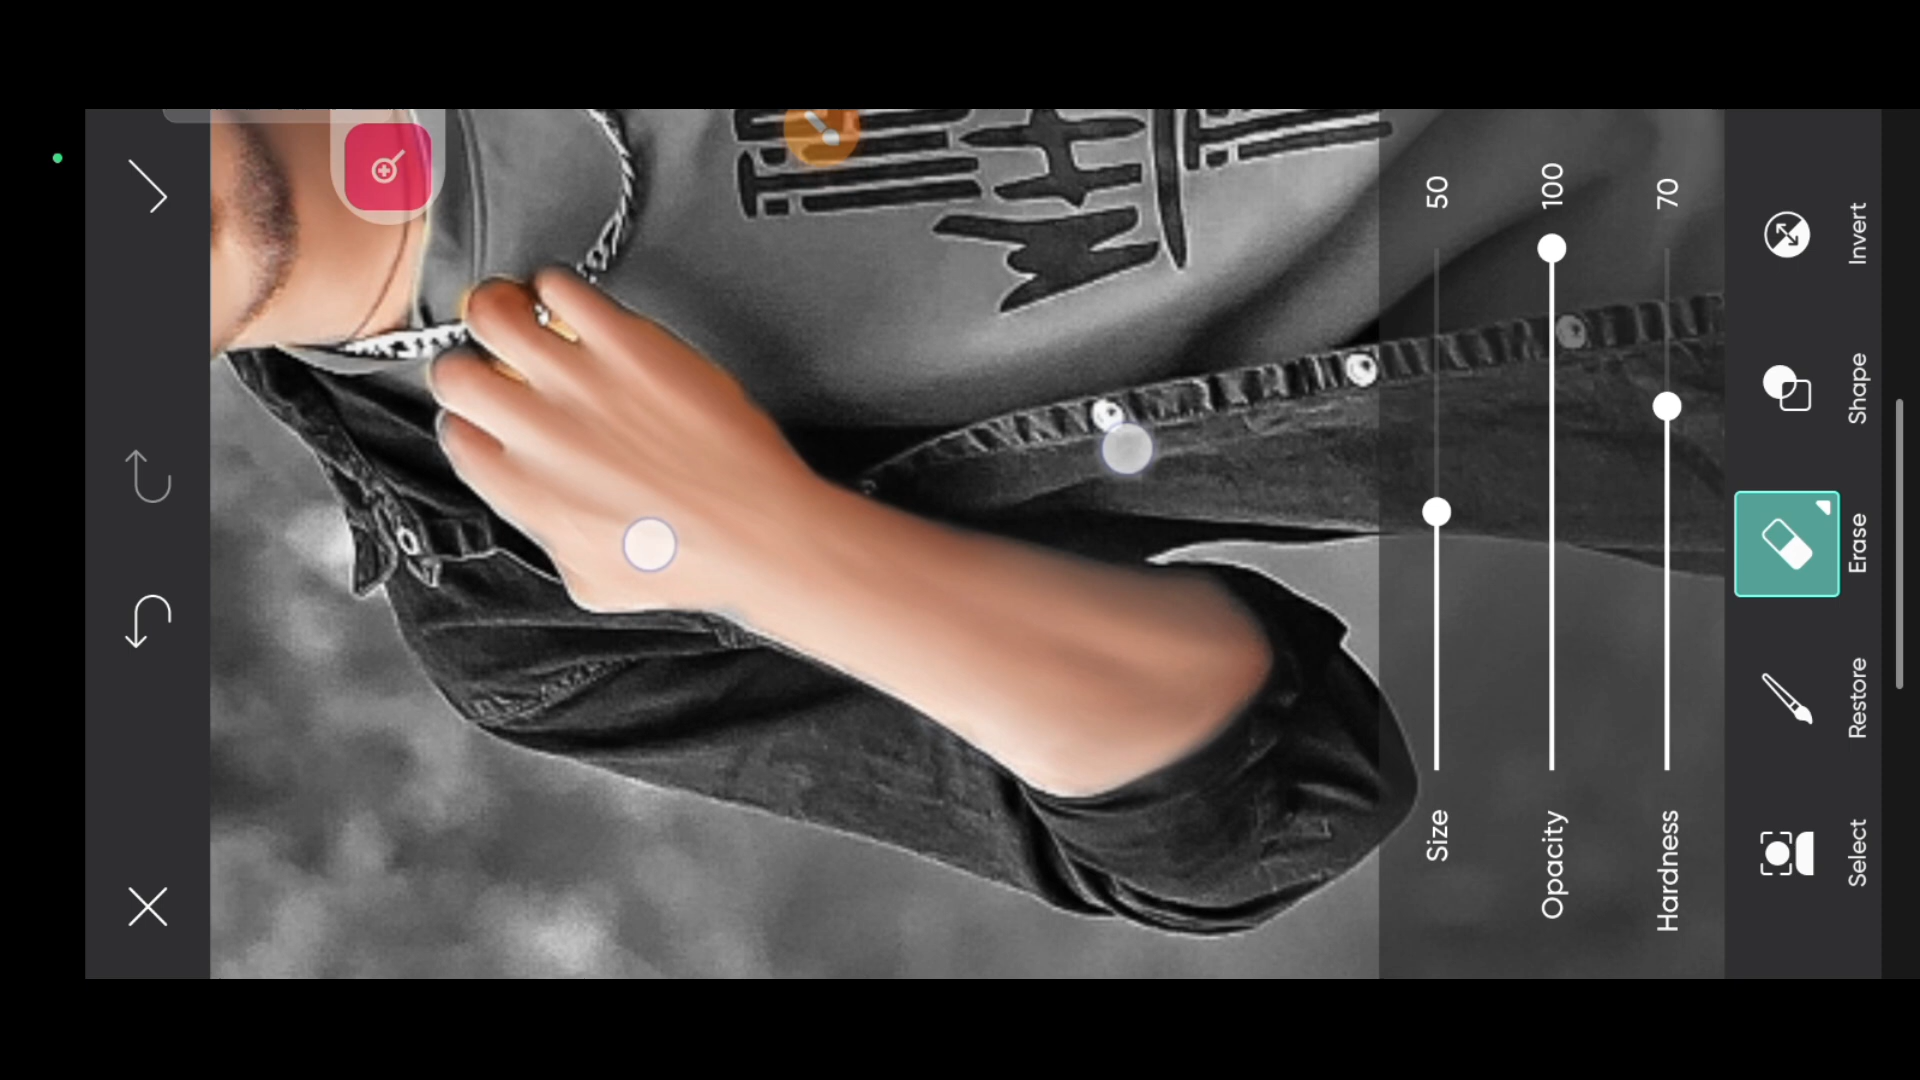 50
Size
100
Opacity
70
Hardness
Select
Restore
Erase
Shape
Invert